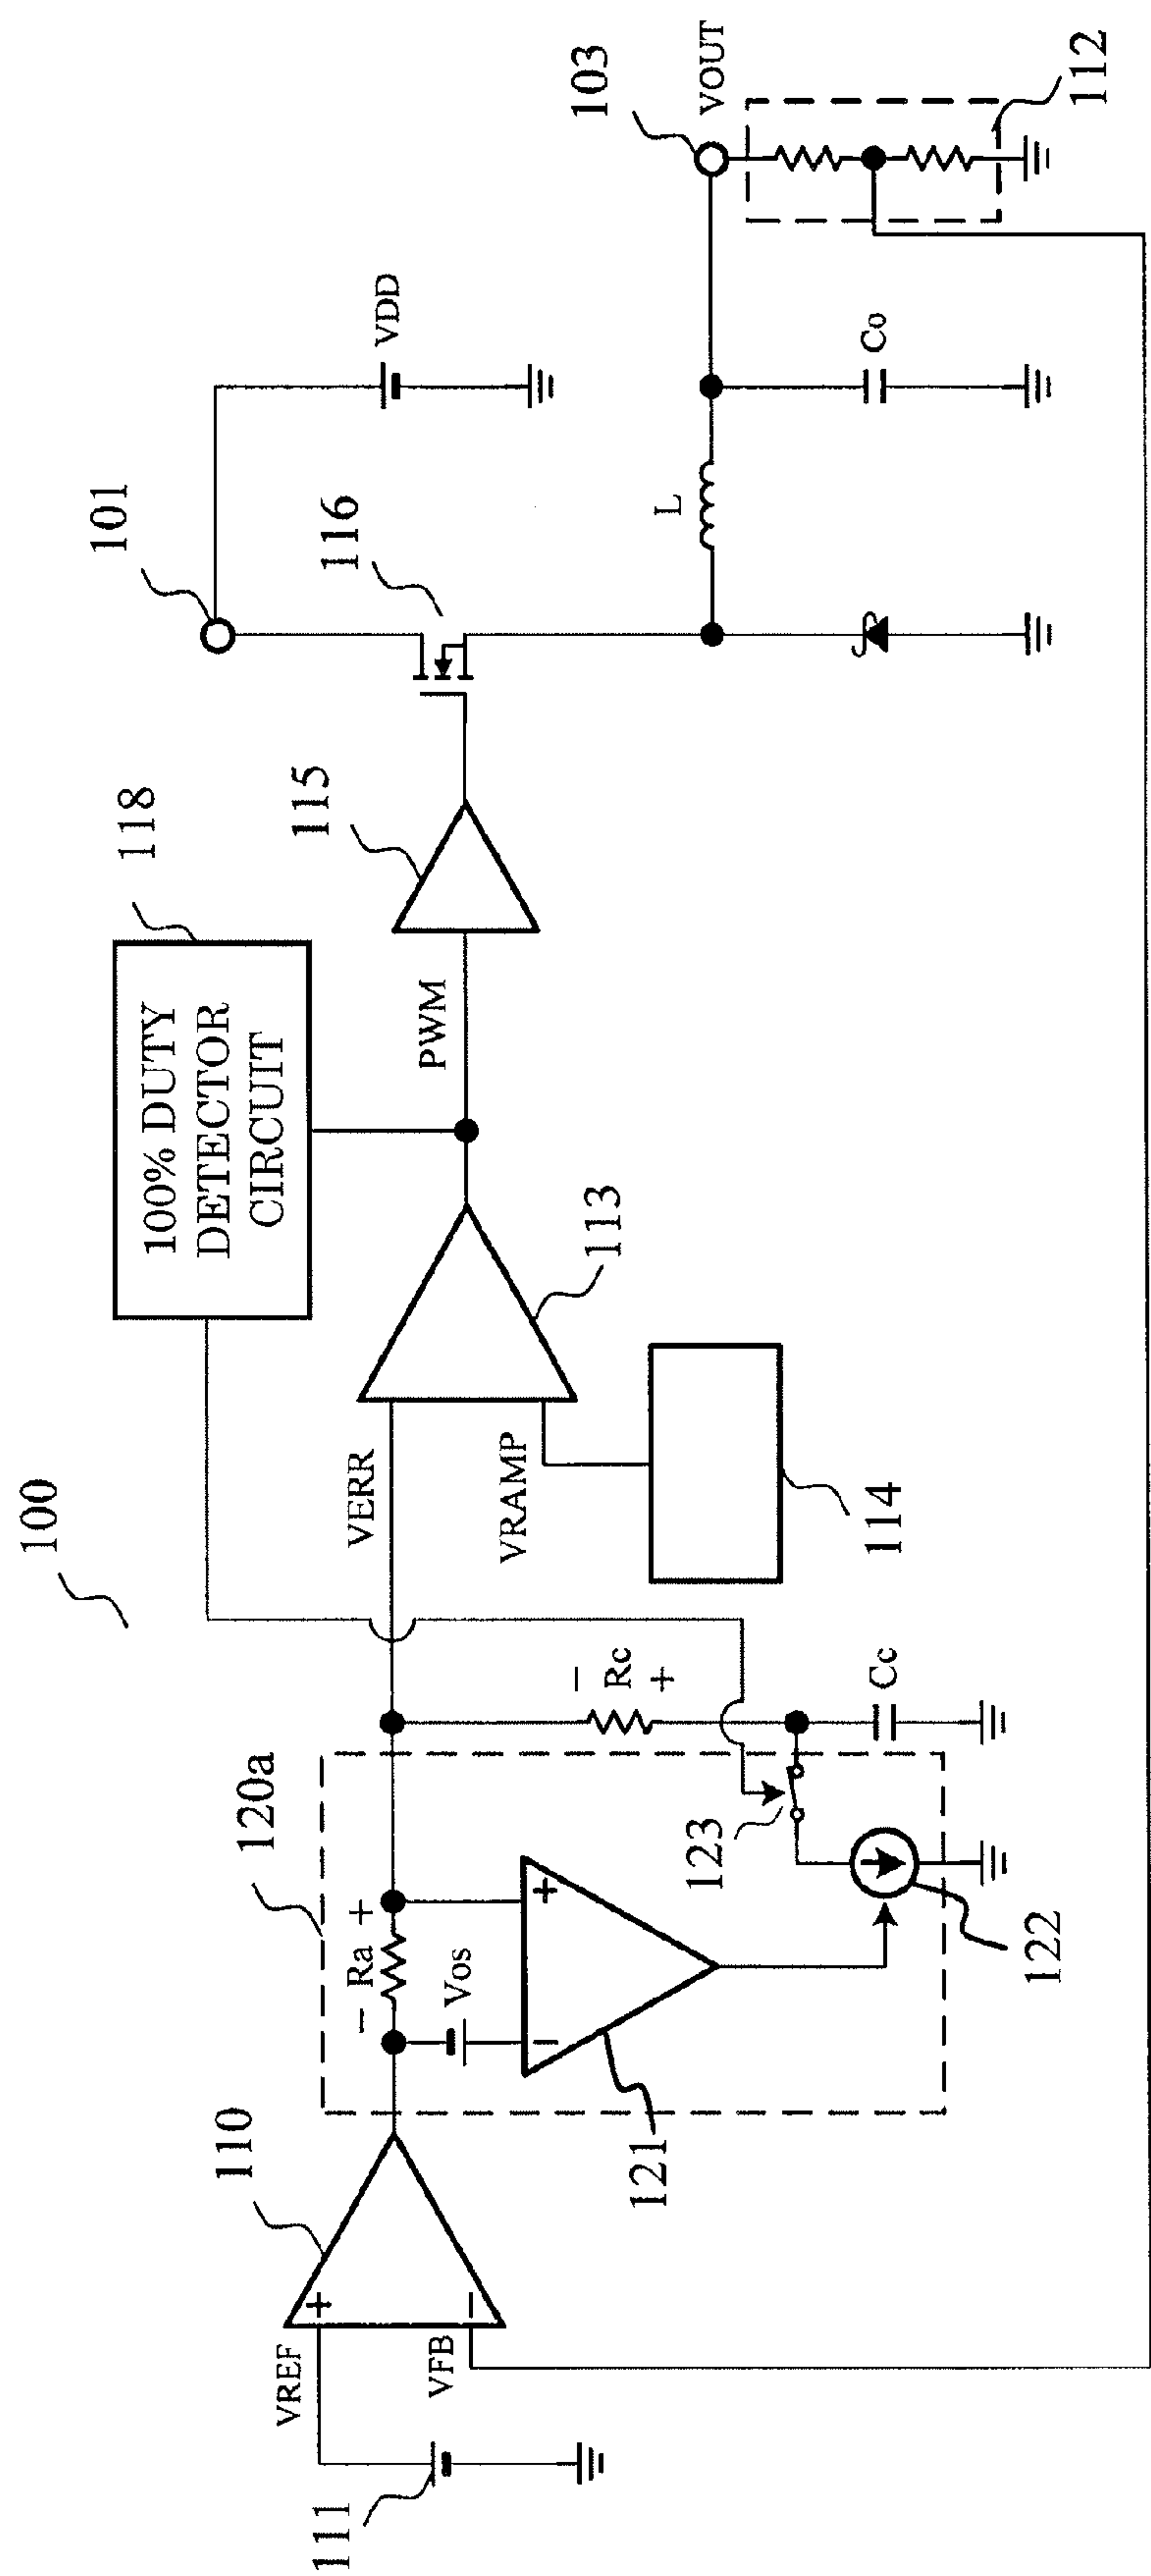 100
101
VDD
118
100% DUTY
DETECTOR
CIRCUIT
116
103
VOUT
112
115
PWM
113
VERR
VRAMP
114
L
Co
120a
− Ra +
Vos
−
+
121
122
123
−
Rc
+
Cc
110
+
−
VREF
VFB
111